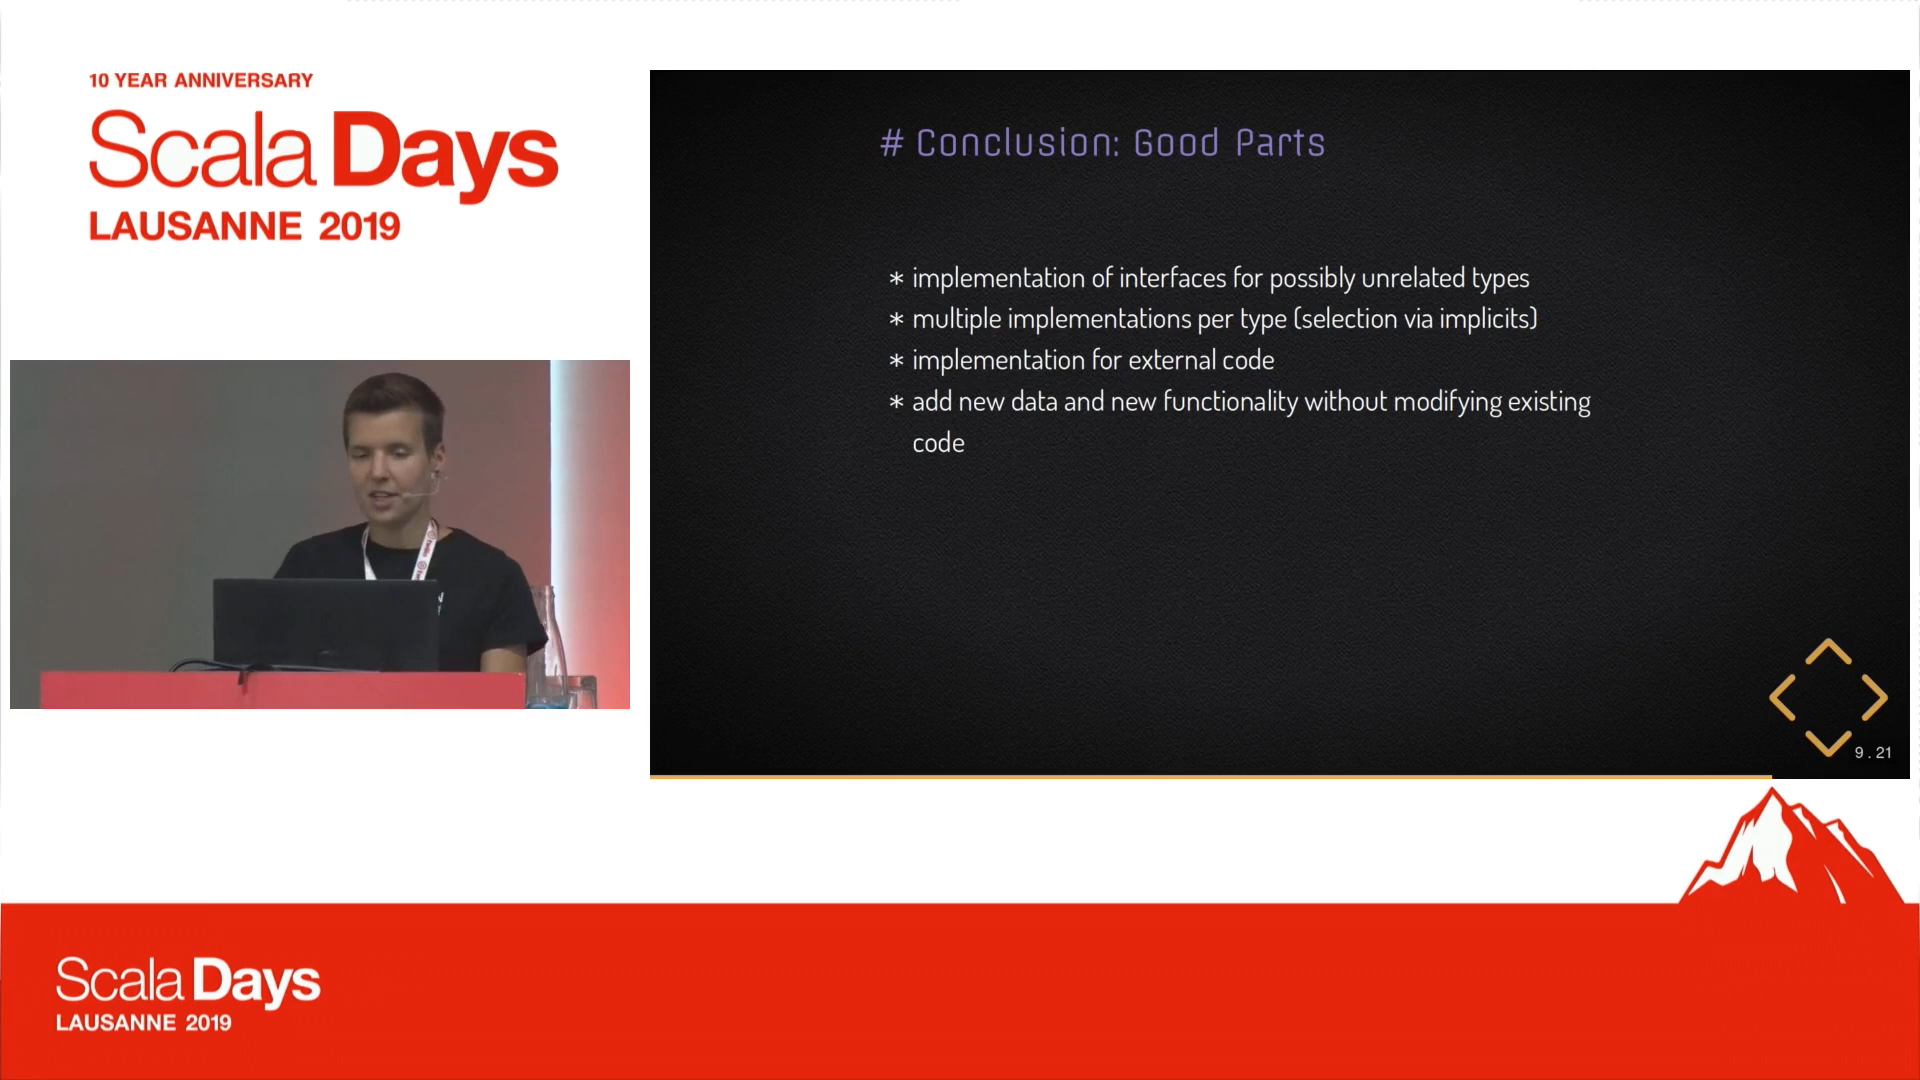 10 YEAR ANNIVERSARY
Scala Days
LAUSANNE 2019
# Conclusion: Good Parts
* implementation of interfaces for possibly unrelated types
* multiple implementations per type (selection via implicits)
* implementation for external code
* add new data and new functionality without modifying existing
code
9.21
Scala Days
LAUSANNE 2019